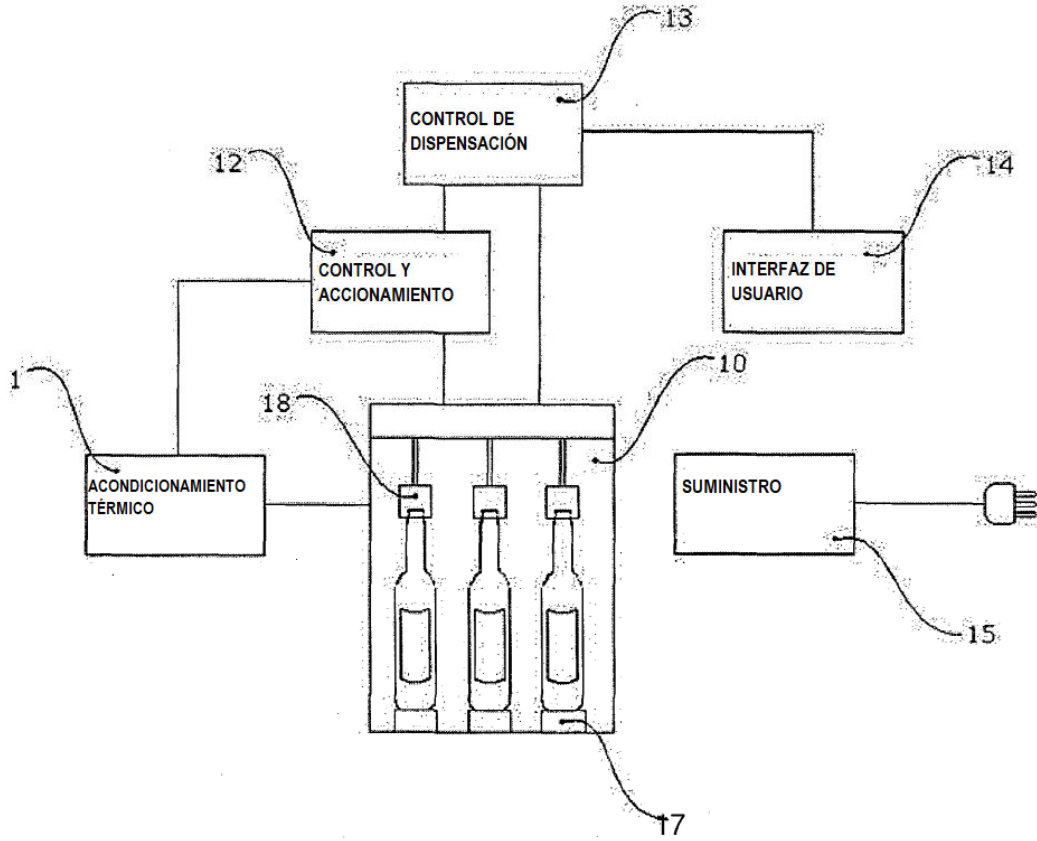 13
CONTROL DE
DISPENSACIÓN
12
14
CONTROL Y
ACCIONAMIENTO
INTERFAZ DE
USUARIO
10
1
18
ACONDICIONAMIENTO
TÉRMICO
SUMINISTRO
15
17